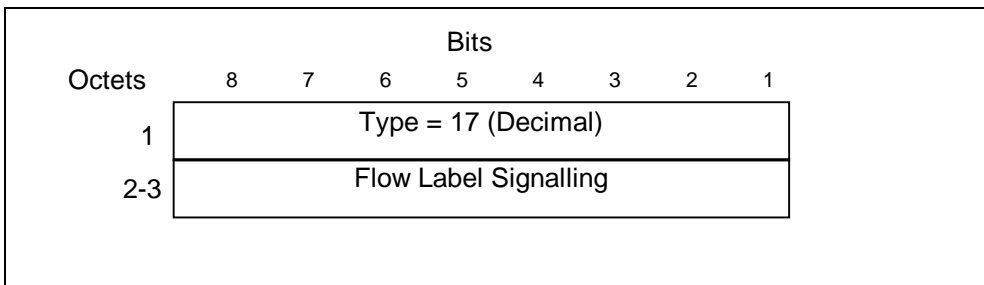 Bits
Octets 8 7 6 5 4 3 2 1
1 Type = 17 (Decimal)
2-3 Flow Label Signalling